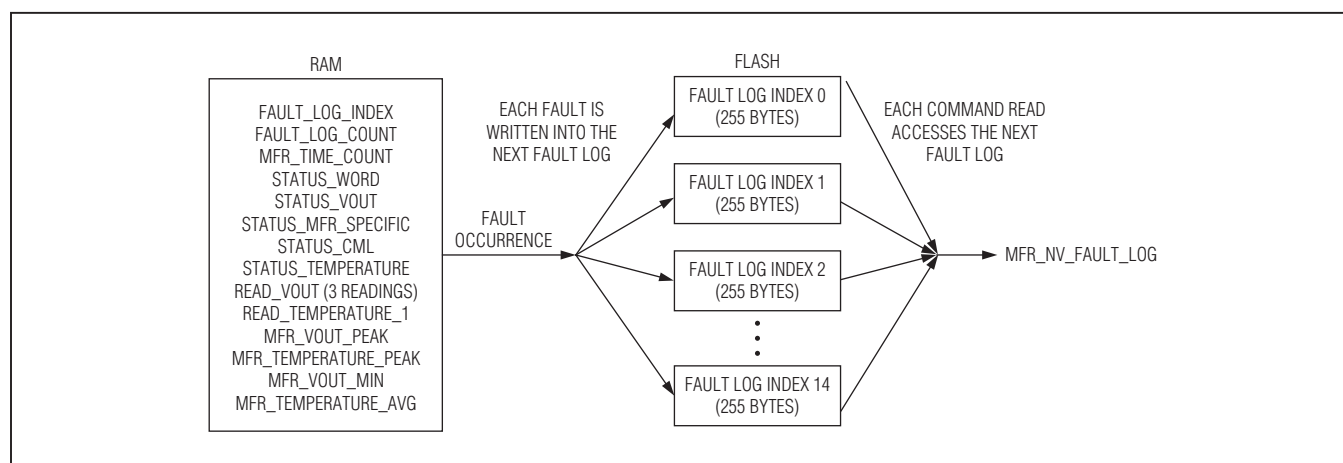 RAM
FAULT_LOG_INDEX
FAULT_LOG_COUNT
MFR_TIME_COUNT
STATUS_WORD
STATUS_VOUT
STATUS_MFR_SPECIFIC
STATUS_CML
STATUS_TEMPERATURE
READ_VOUT (3 READINGS)
READ_TEMPERATURE_1
MFR_VOUT_PEAK
MFR_TEMPERATURE_PEAK
MFR_VOUT_MIN
MFR_TEMPERATURE_AVG
FAULT
OCCURRENCE
EACH FAULT IS
WRITTEN INTO THE
NEXT FAULT LOG
FLASH
FAULT LOG INDEX 0
(255 BYTES)
FAULT LOG INDEX 1
(255 BYTES)
FAULT LOG INDEX 2
(255 BYTES)
FAULT LOG INDEX 14
(255 BYTES)
EACH COMMAND READ
ACCESSES THE NEXT
FAULT LOG
MFR_NV_FAULT_LOG